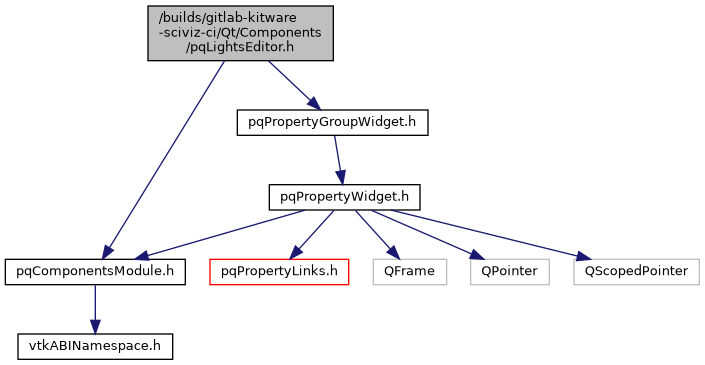 /builds/gitlab-kitware
-sciviz-ci/Qt/Components
/pqLightsEditor.h
pqPropertyGroupWidget.h
pqPropertyWidget.h
pqComponentsModule.h
pqPropertyLinks.h
QFrame
QPointer
QScopedPointer
vtkABINamespace.h